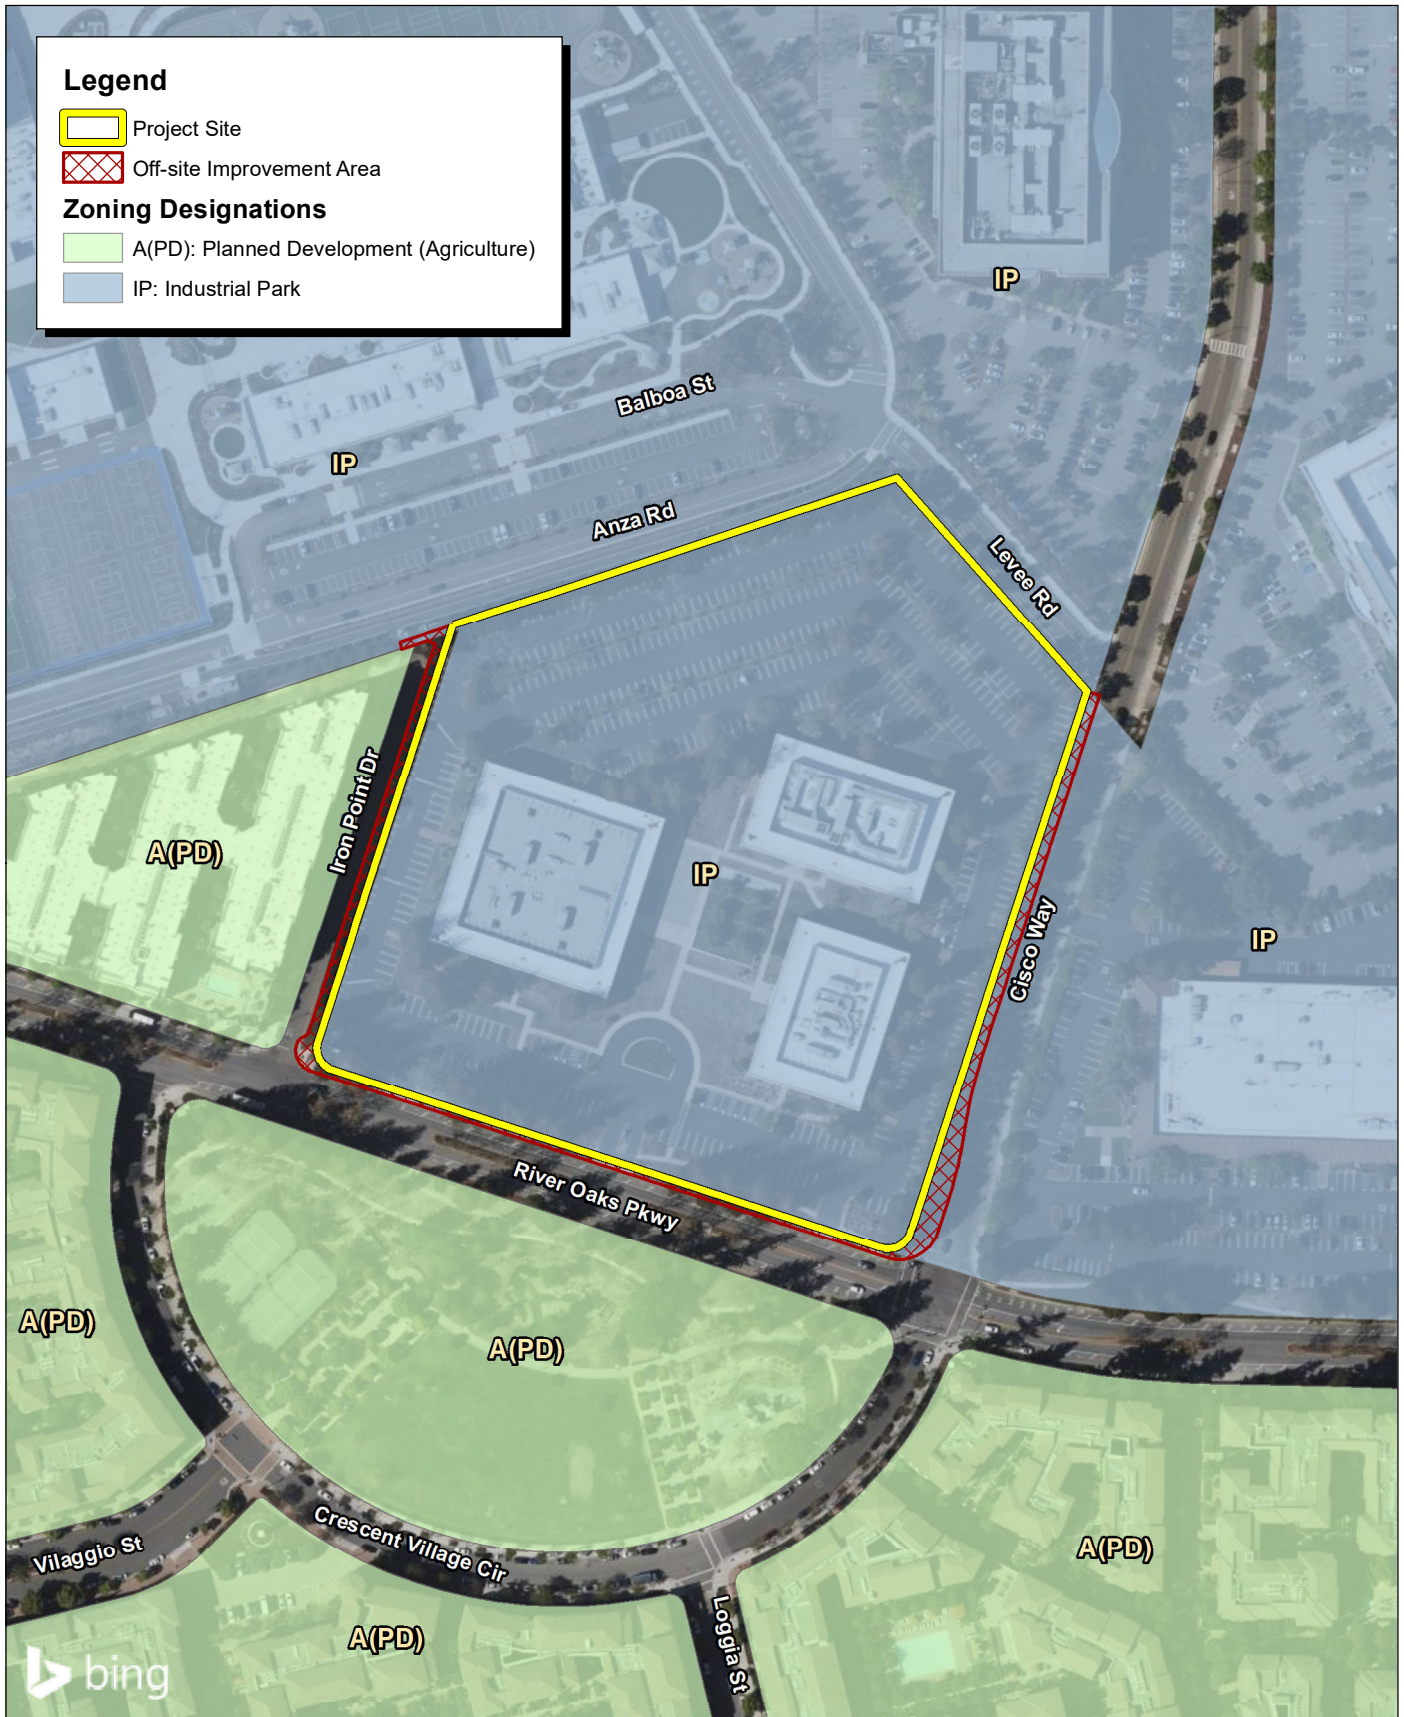 Legend
Project Site
Off-site Improvement Area
Zoning Designations
A(PD): Planned Development (Agriculture)
IP: Industrial Park
IP
Balboa St
IP
Anza Rd
Levee Rd
Iron Point Dr
A(PD)
IP
Cisco Way
IP
River Oaks Pkwy
A(PD)
A(PD)
Crescent Village Cir
Vilaggio St
A(PD)
A(PD)
Loggia St
bing